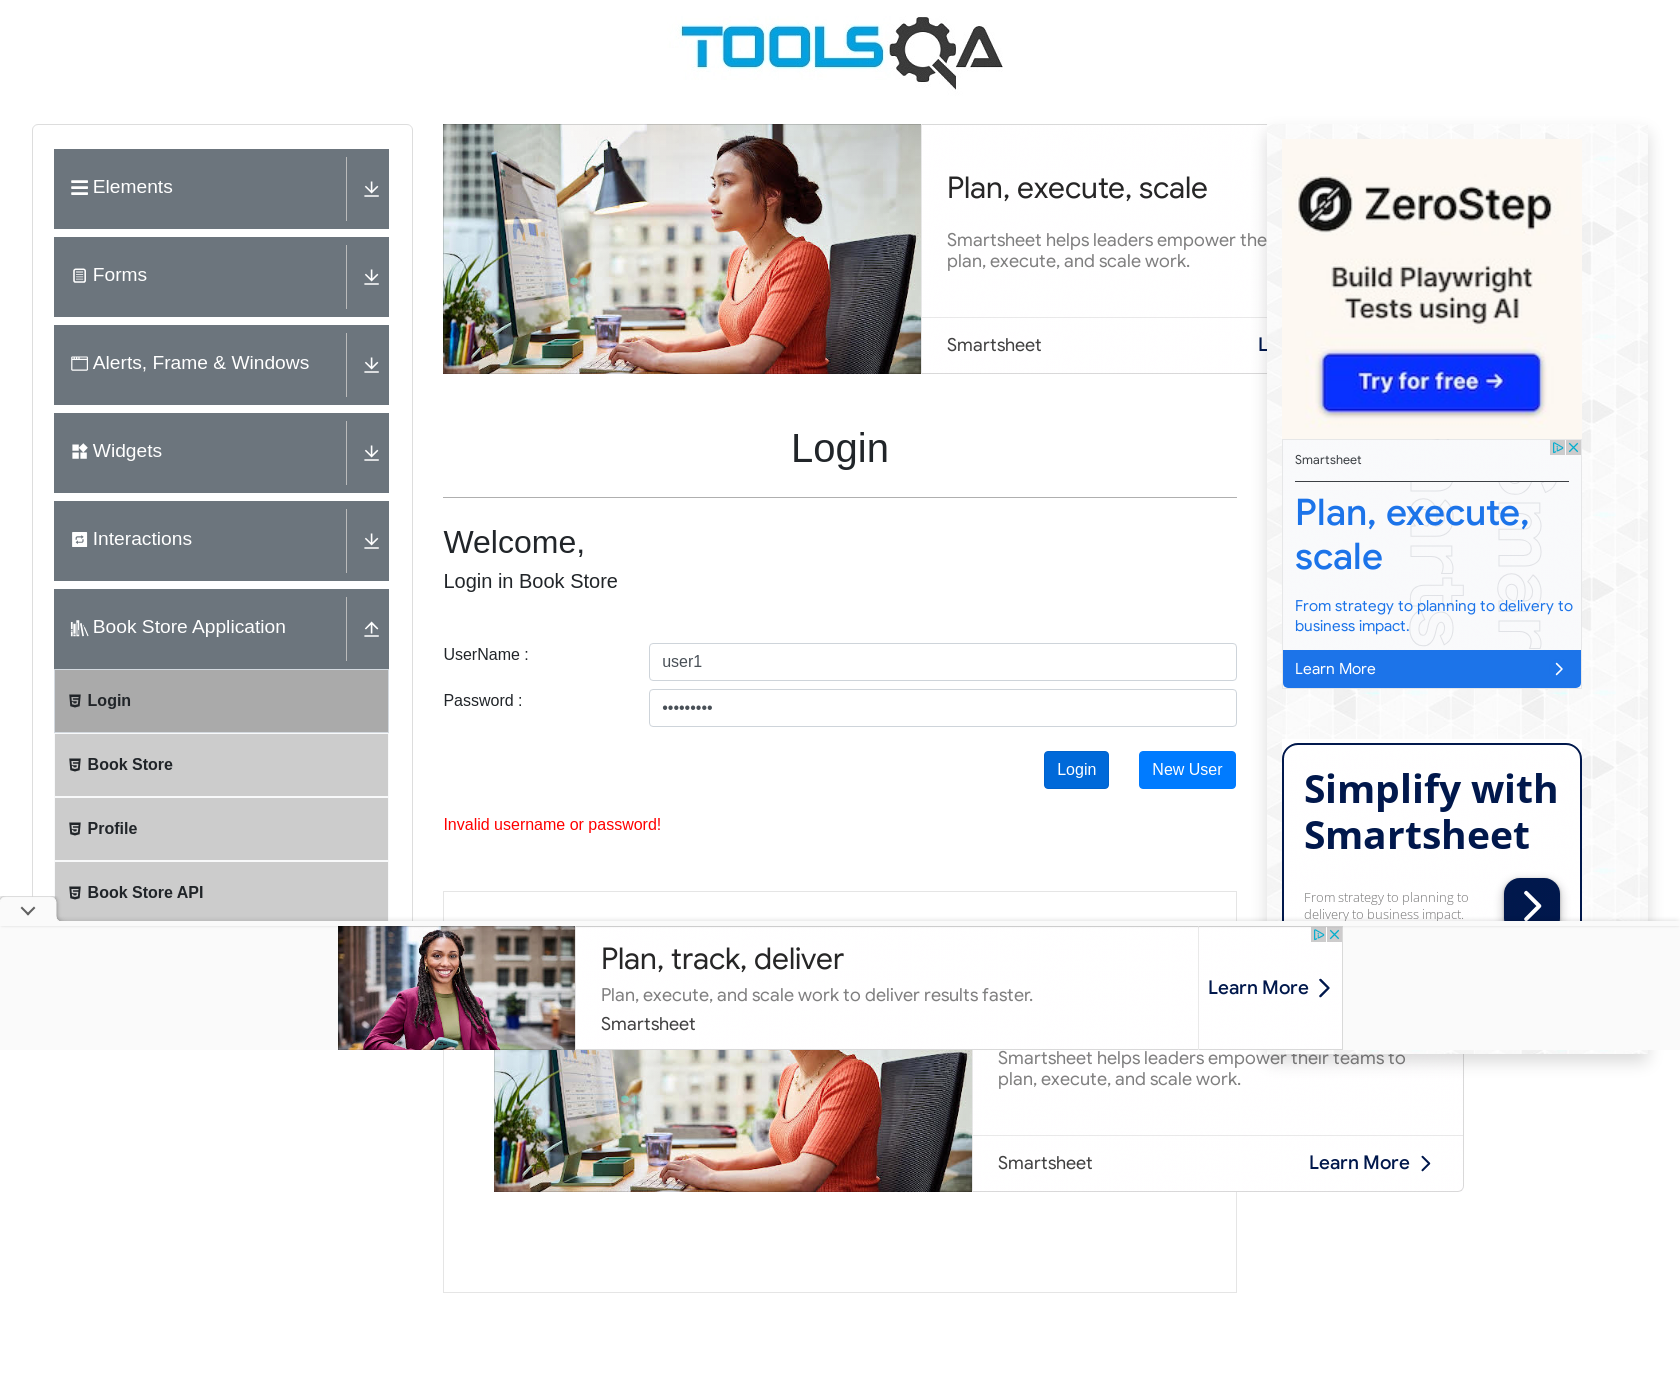 TOOLSQA
Elements
Forms
Alerts, Frame & Windows
Widgets
Interactions
Book Store Application
Login
Book Store
Profile
Book Store API
Plan, execute, scale
Smartsheet helps leaders empower the
plan, execute, and scale work.
Smartsheet
L
Login
Welcome,
Login in Book Store
UserName :
user1
Password :
•••••••••
Login
New User
Invalid username or password!
ZeroStep
Build Playwright
Tests using AI
Try for free →
Smartsheet
Plan, execute,
scale
From strategy to planning to delivery to
business impact.
Learn More
Simplify with
Smartsheet
From strategy to planning to
delivery to business impact.
Plan, track, deliver
Plan, execute, and scale work to deliver results faster.
Smartsheet
Learn More
Smartsheet helps leaders empower their teams to
plan, execute, and scale work.
Smartsheet
Learn More